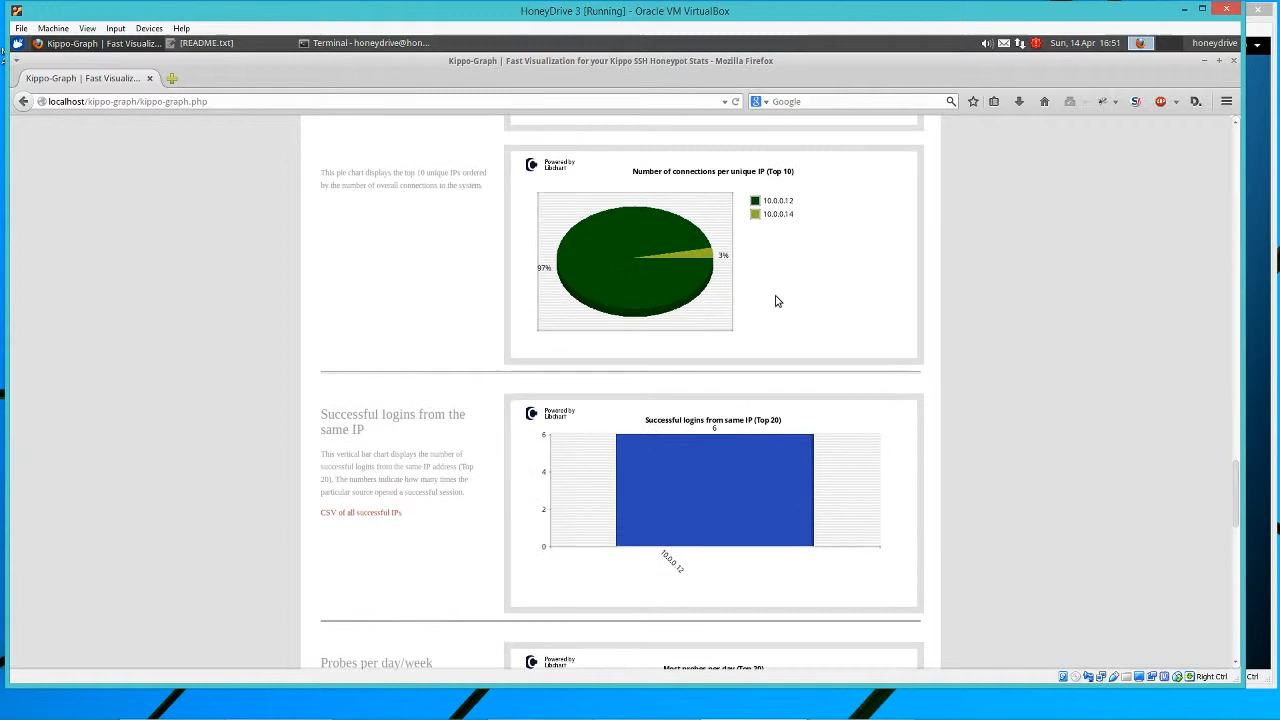 HoneyDrive 3 [Running] - Oracle VM VirtualBox
File Machine View Input Devices Help
Kippo-Graph | Fast Visualiz... [README.txt] Terminal - honeydrive@hon... Sun, 14 Apr 16:51 honeydrive
Kippo-Graph | Fast Visualization for your Kippo SSH Honeypot Stats - Mozilla Firefox
Kippo-Graph | Fast Visualiz...
localhost/kippo-graph/kippo-graph.php Google
This pie chart displays the top 10 unique IPs ordered
by the number of overall connections to the system.
Powered by
Libchart
Number of connections per unique IP (Top 10)
10.0.0.12
10.0.0.14
3%
97%
Successful logins from the
same IP
This vertical bar chart displays the number of
successful logins from the same IP address (Top
20). The numbers indicate how many times the
particular source opened a successful session.
CSV of all successful IPs
Powered by
Libchart
Successful logins from same IP (Top 20)
6
6
4
2
0
10.0.0.12
Probes per day/week
Powered by
Libchart
Most probes per day (Top 20)
Right Ctrl
Ctrl